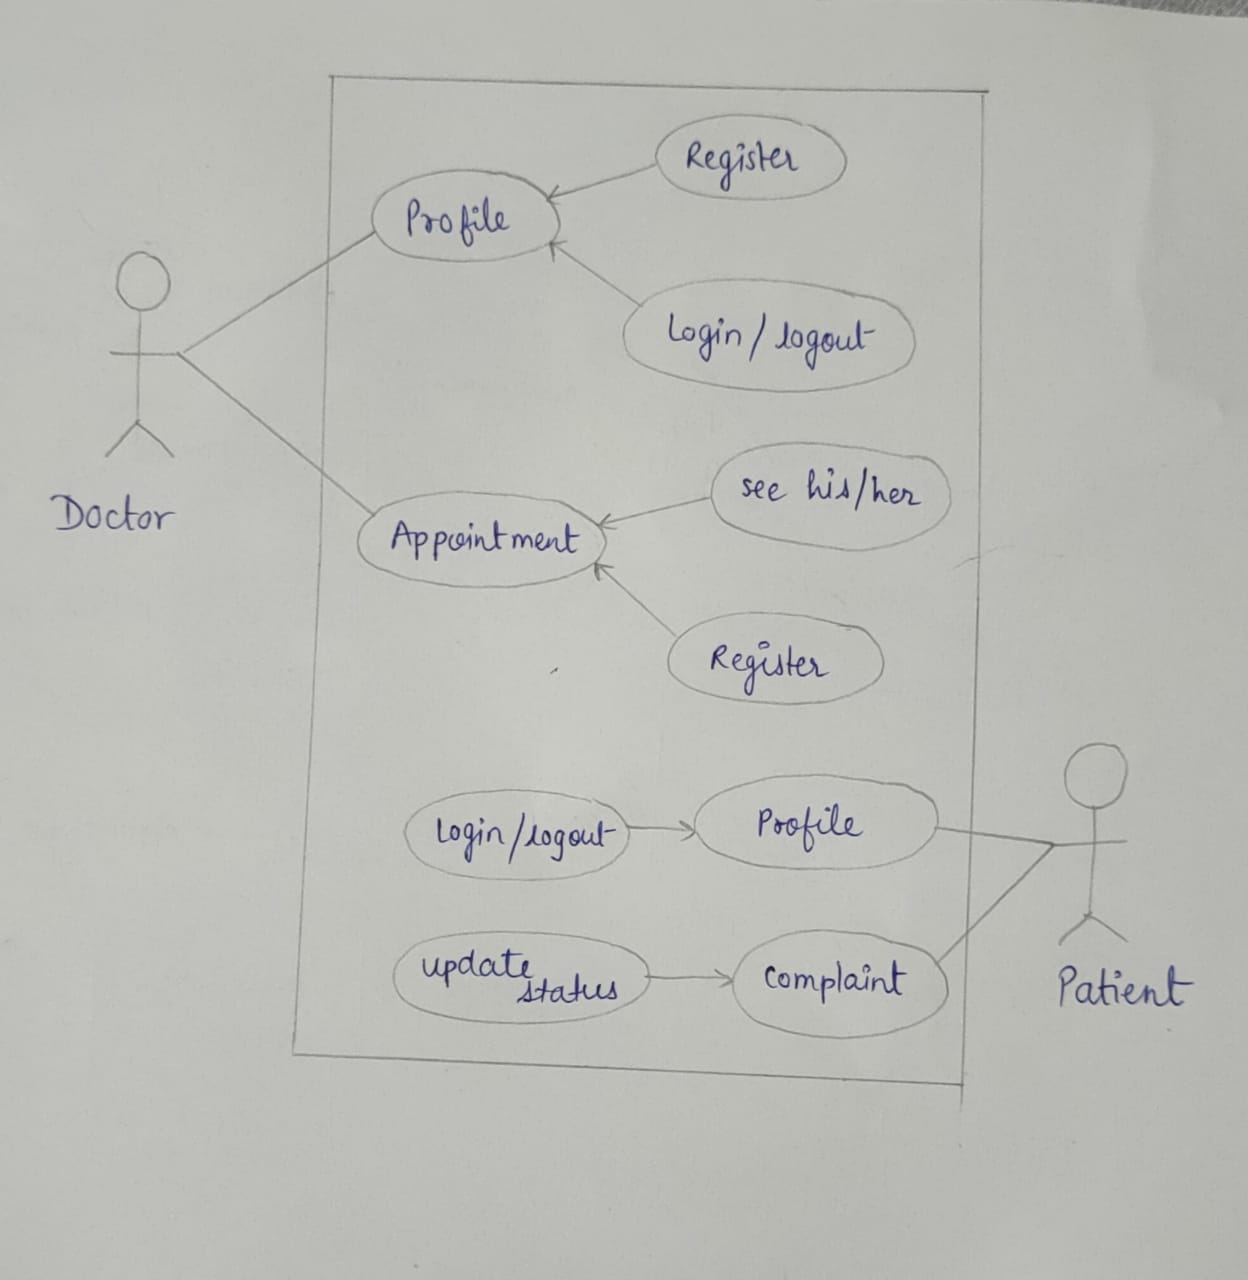 Register
Profile
Login/logout
Doctor
see his/her
Appointment
Register
Login/logout
Profile
update
status
complaint
Patient